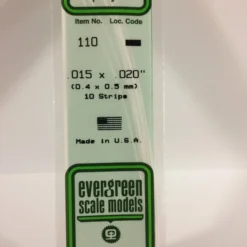 Item No. Loc. Code
110
.015 x .020"
(0.4 x 0.5 mm)
10 Strips
Made in U.S.A.
evergreen
scale models